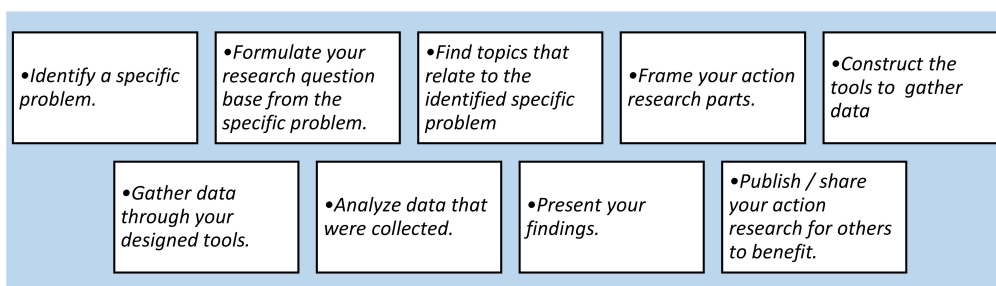 •Identify a specific
problem.
•Formulate your
research question
base from the
specific problem.
•Find topics that
relate to the
identified specific
problem
•Frame your action
research parts.
•Construct the
tools to  gather
data
•Gather data
through your
designed tools.
•Analyze data that
were collected.
•Present your
findings.
•Publish / share
your action
research for others
to benefit.